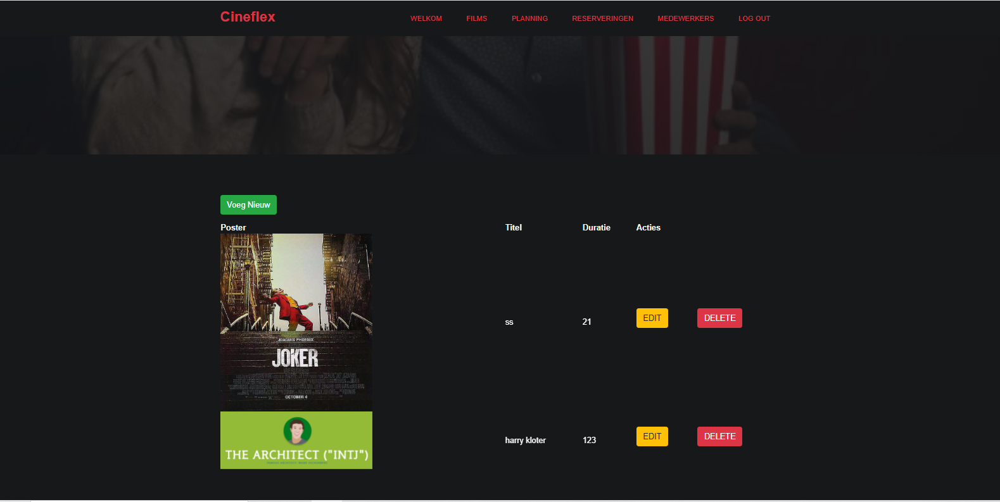 Cineflex
WELKOM FILMS PLANNING RESERVERINGEN MEDEWERKERS LOG OUT
Voeg Nieuw
Poster Titel Duratie Acties
JOAQUIN PHOENIX
JOKER
OCTOBER 4
ss 21 EDIT DELETE
THE ARCHITECT ("INTJ")
harry kloter 123 EDIT DELETE